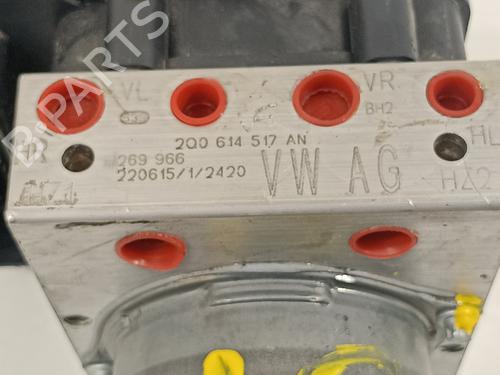 B-PARTS
VL
VR
BH2
2Q0 614 517 AN
HL
269 966
VW AG
220615/1/2420
HZ2